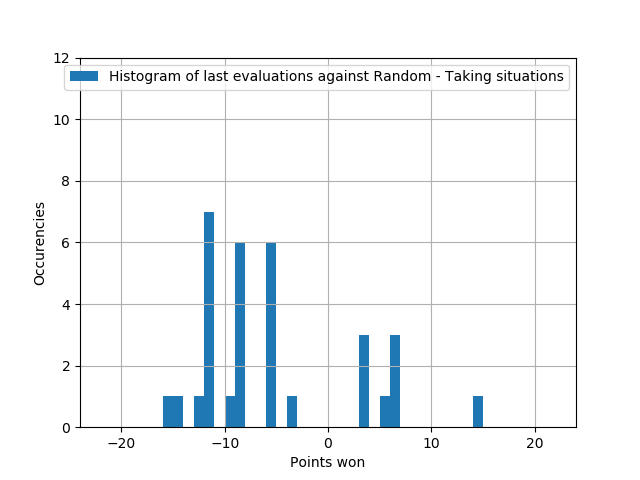 Histogram of last evaluations against Random - Taking situations
12
10
8
6
4
2
0
Occurencies
−20 −10 0 10 20
Points won